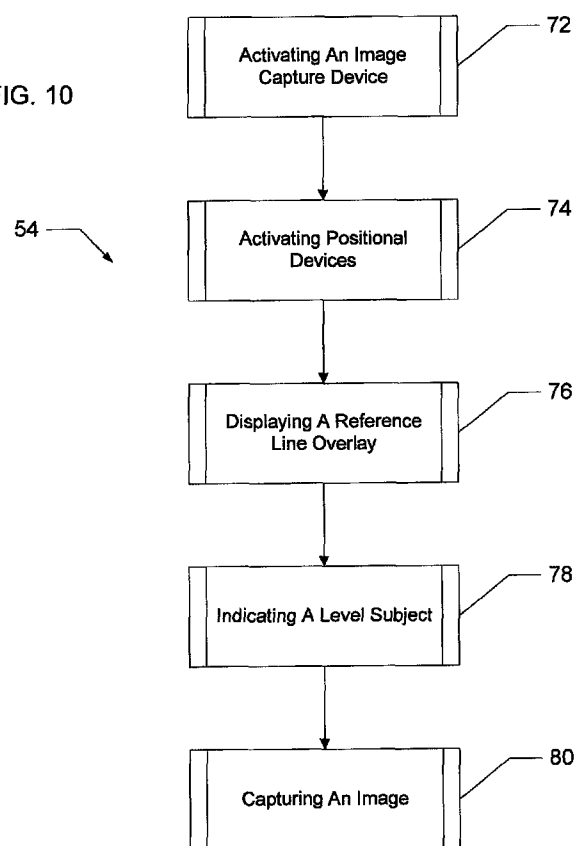 72
Activating An Image
Capture Device
FIG. 10
74
54
Activating Positional
Devices
76
Displaying A Reference
Line Overlay
78
Indicating A Level Subject
80
Capturing An Image